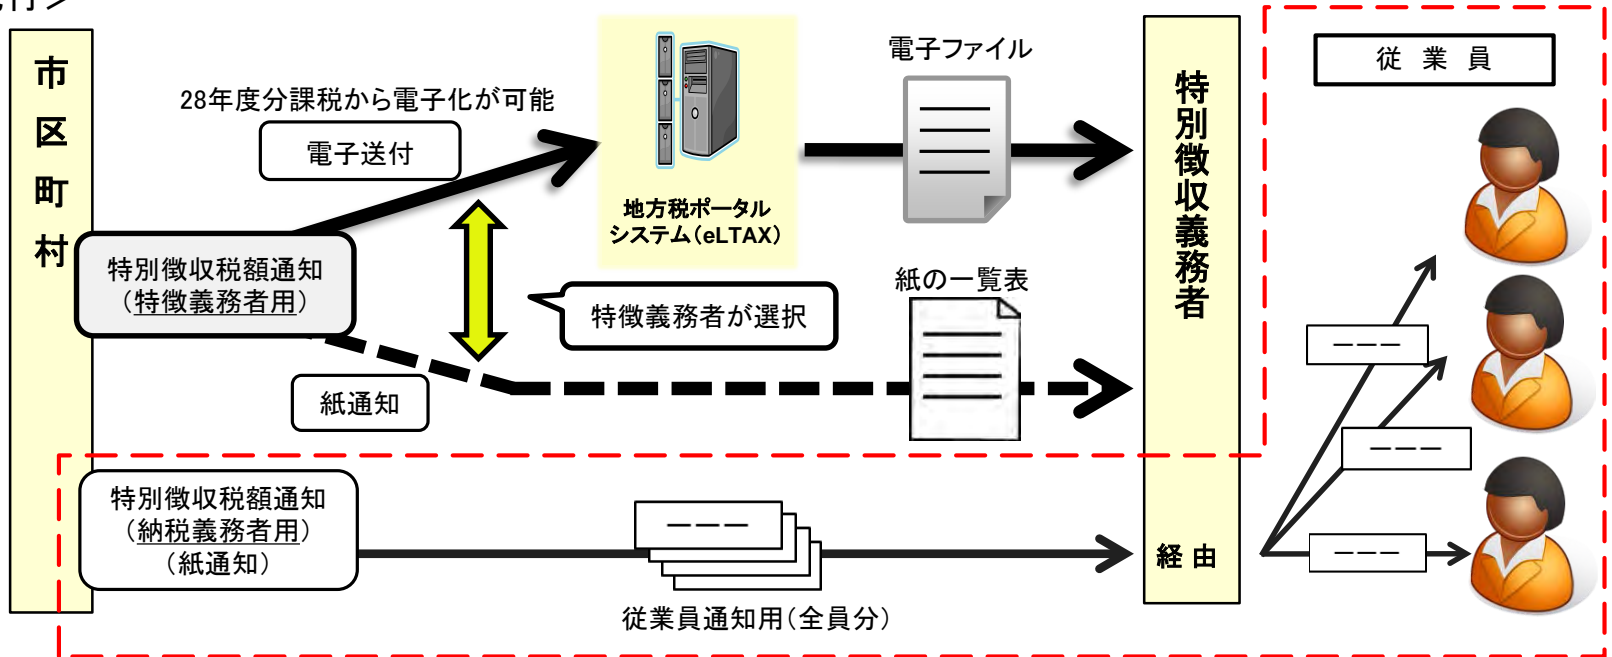 市区町村
28年度分課税から電子化が可能
電子送付
特別徴収税額通知
（特徴義務者用）
紙通知
地方税ポータル
システム（eLTAX）
特徴義務者が選択
電子ファイル
紙の一覧表
特別徴収義務者
従業員
特別徴収税額通知
（納税義務者用）
（紙通知）
従業員通知用（全員分）
経由